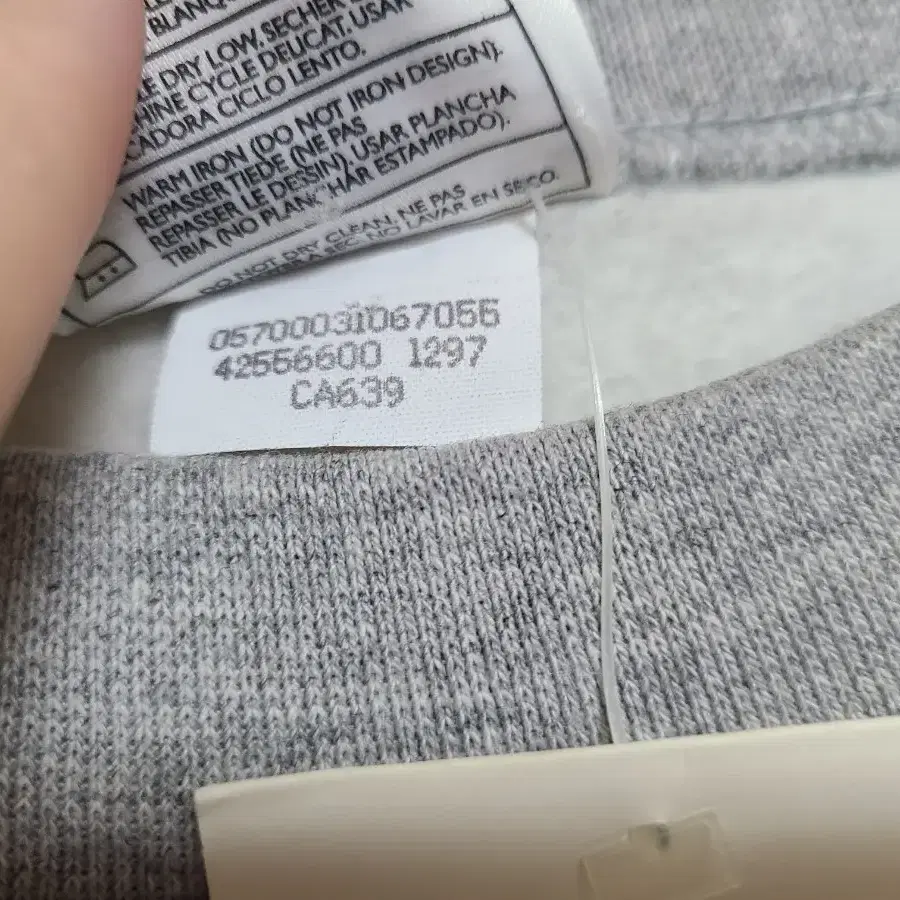 BLANQU
E DRY LOW. SECHER
HINE CYCLE DELICAT. USAR
CADORA CICLO LENTO.
WARM IRON (DO NOT IRON DESIGN).
REPASSER TIEDE (NE PAS
REPASSER LE DESSIN). USAR PLANCHA
TIBIA (NO PLANCHAR ESTAMPADO).
DO NOT DRY CLEAN. NE PAS
A SEC. NO LAVAR EN SECO.
05700031067055
42556600 1297
CA639